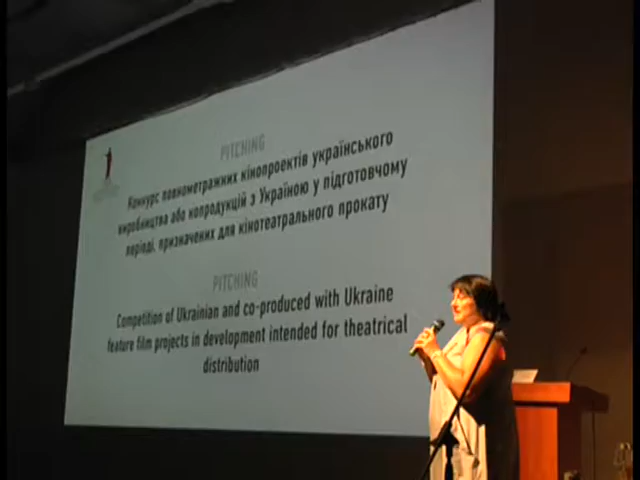 PITCHING
Конкурс повнометражних кінопроектів українського
виробництва або копродукцій з Україною у підготовчому
періоді, призначених для кінотеатрального прокату
PITCHING
Competition of Ukrainian and co-produced with Ukraine
feature film projects in development intended for theatrical
distribution